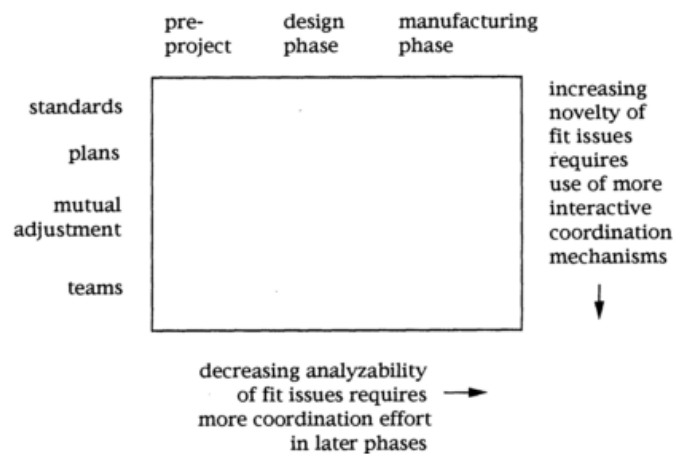 pre-
project
design
phase
manufacturing
phase
standards
plans
mutual
adjustment
teams
increasing
novelty of
fit issues
requires
use of more
interactive
coordination
mechanisms
decreasing analyzability
of fit issues requires
more coordination effort
in later phases